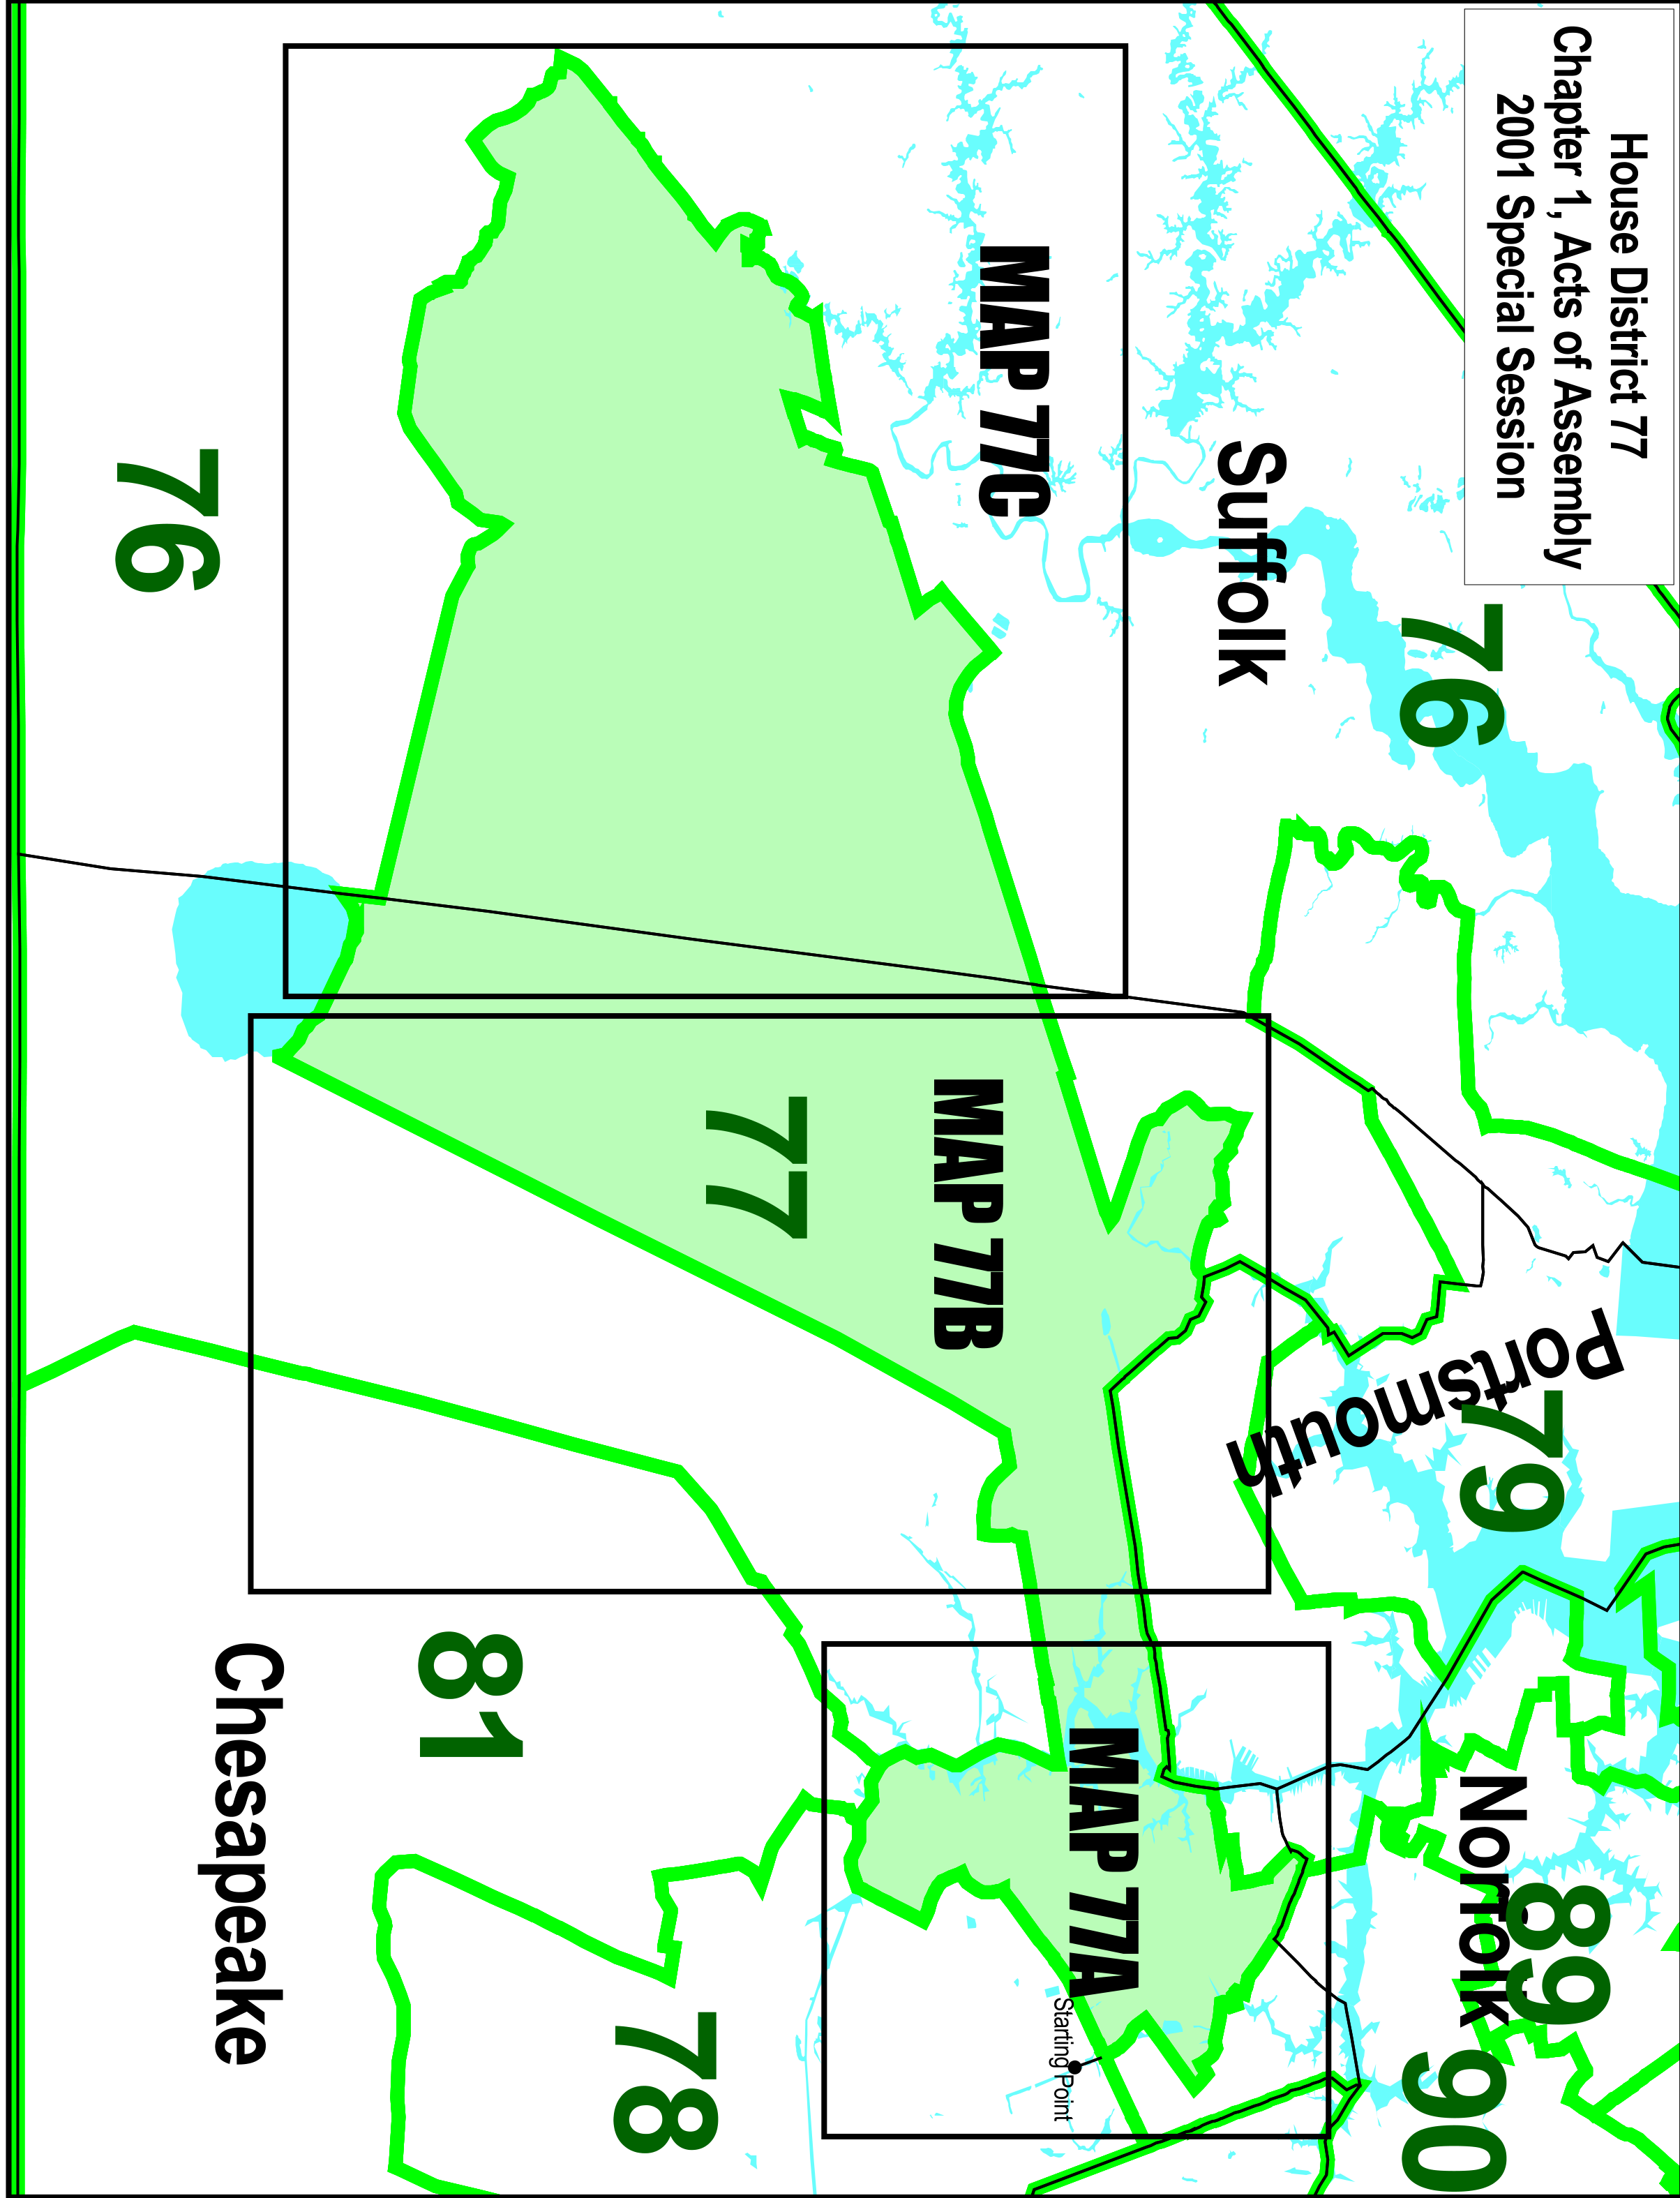 House District 77
Chapter 1, Acts of Assembly
2001 Special Session
76
Suffolk
MAP 77C
76
Portsmouth
79
MAP 77B
77
Norfolk
89
90
MAP 77A
Starting Point
81
Chesapeake
78